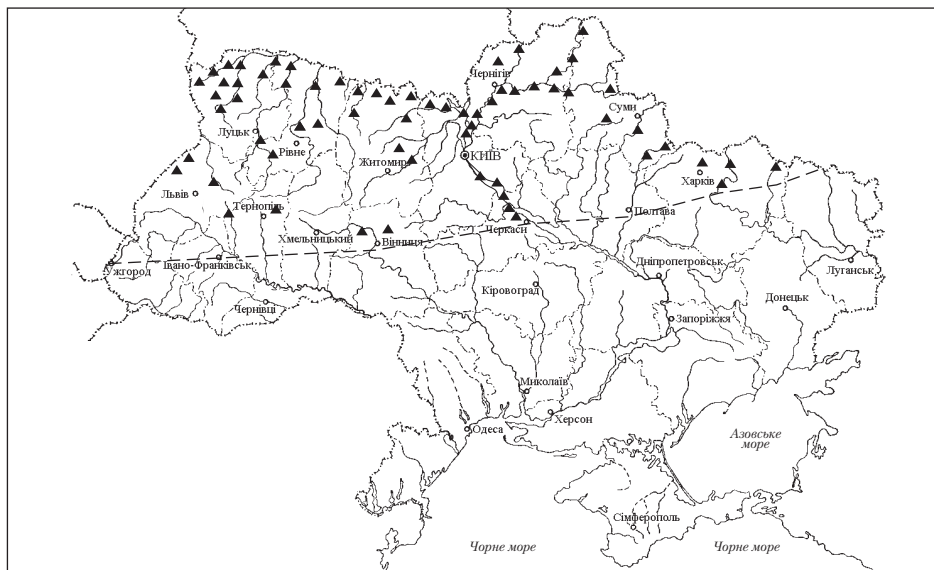 Чернігів
Суми
Луцьк
Рівне
КИЇВ
Житомир
Харків
Львів
Тернопіль
Полтава
Хмельницький
Вінниця
Черкаси
Ужгород
Івано-Франківськ
Дніпропетровськ
Луганськ
Кіровоград
Донецьк
Чернівці
Запоріжжя
Миколаїв
Херсон
Одеса
Азовське
море
Сімферополь
Чорне море
Чорне море